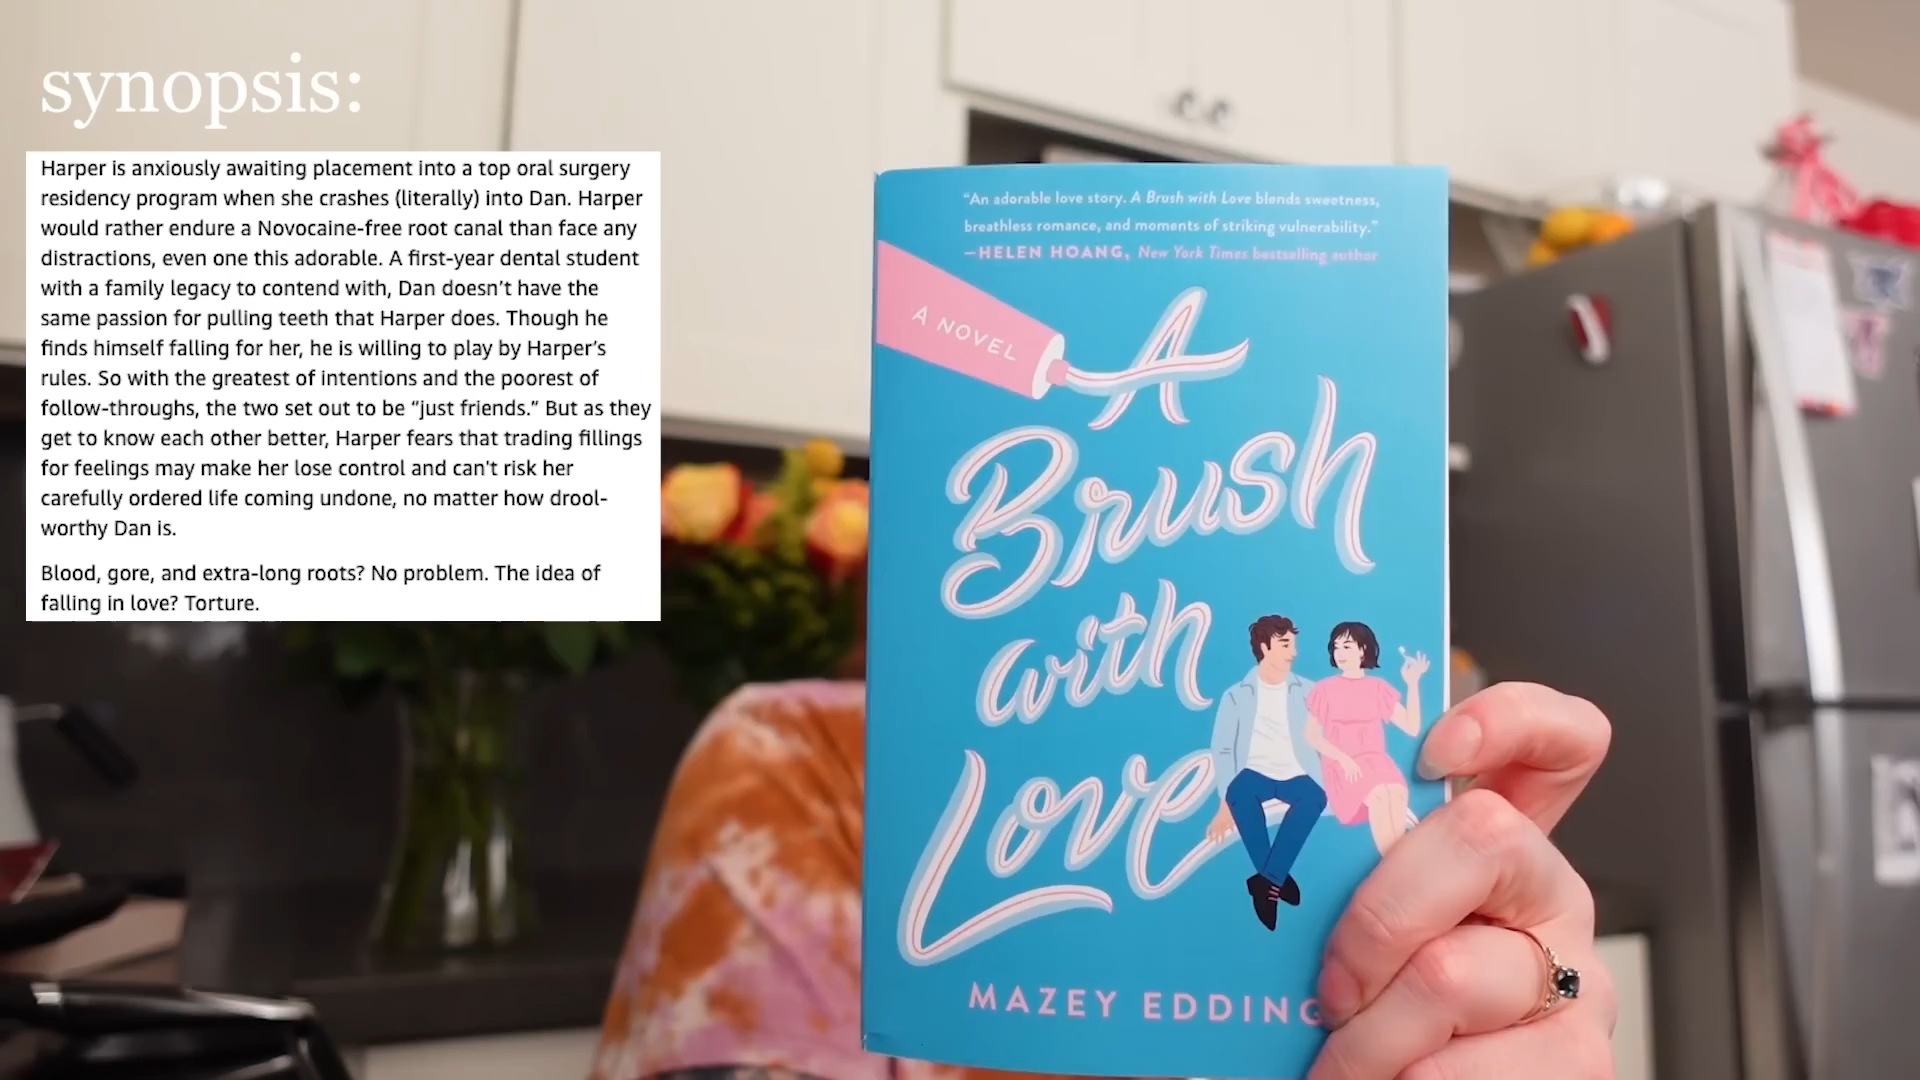 synopsis:
Harper is anxiously awaiting placement into a top oral surgery
residency program when she crashes (literally) into Dan. Harper
would rather endure a Novocaine-free root canal than face any
distractions, even one this adorable. A first-year dental student
with a family legacy to contend with, Dan doesn’t have the
same passion for pulling teeth that Harper does. Though he
finds himself falling for her, he is willing to play by Harper’s
rules. So with the greatest of intentions and the poorest of
follow-throughs, the two set out to be “just friends.” But as they
get to know each other better, Harper fears that trading fillings
for feelings may make her lose control and can't risk her
carefully ordered life coming undone, no matter how drool-
worthy Dan is.
Blood, gore, and extra-long roots? No problem. The idea of
falling in love? Torture.
“An adorable love story. A Brush with Love blends sweetness,
breathless romance, and moments of striking vulnerability.”
—HELEN HOANG, New York Times bestselling author
A NOVEL
A
Brush
with
Love
MAZEY EDDING